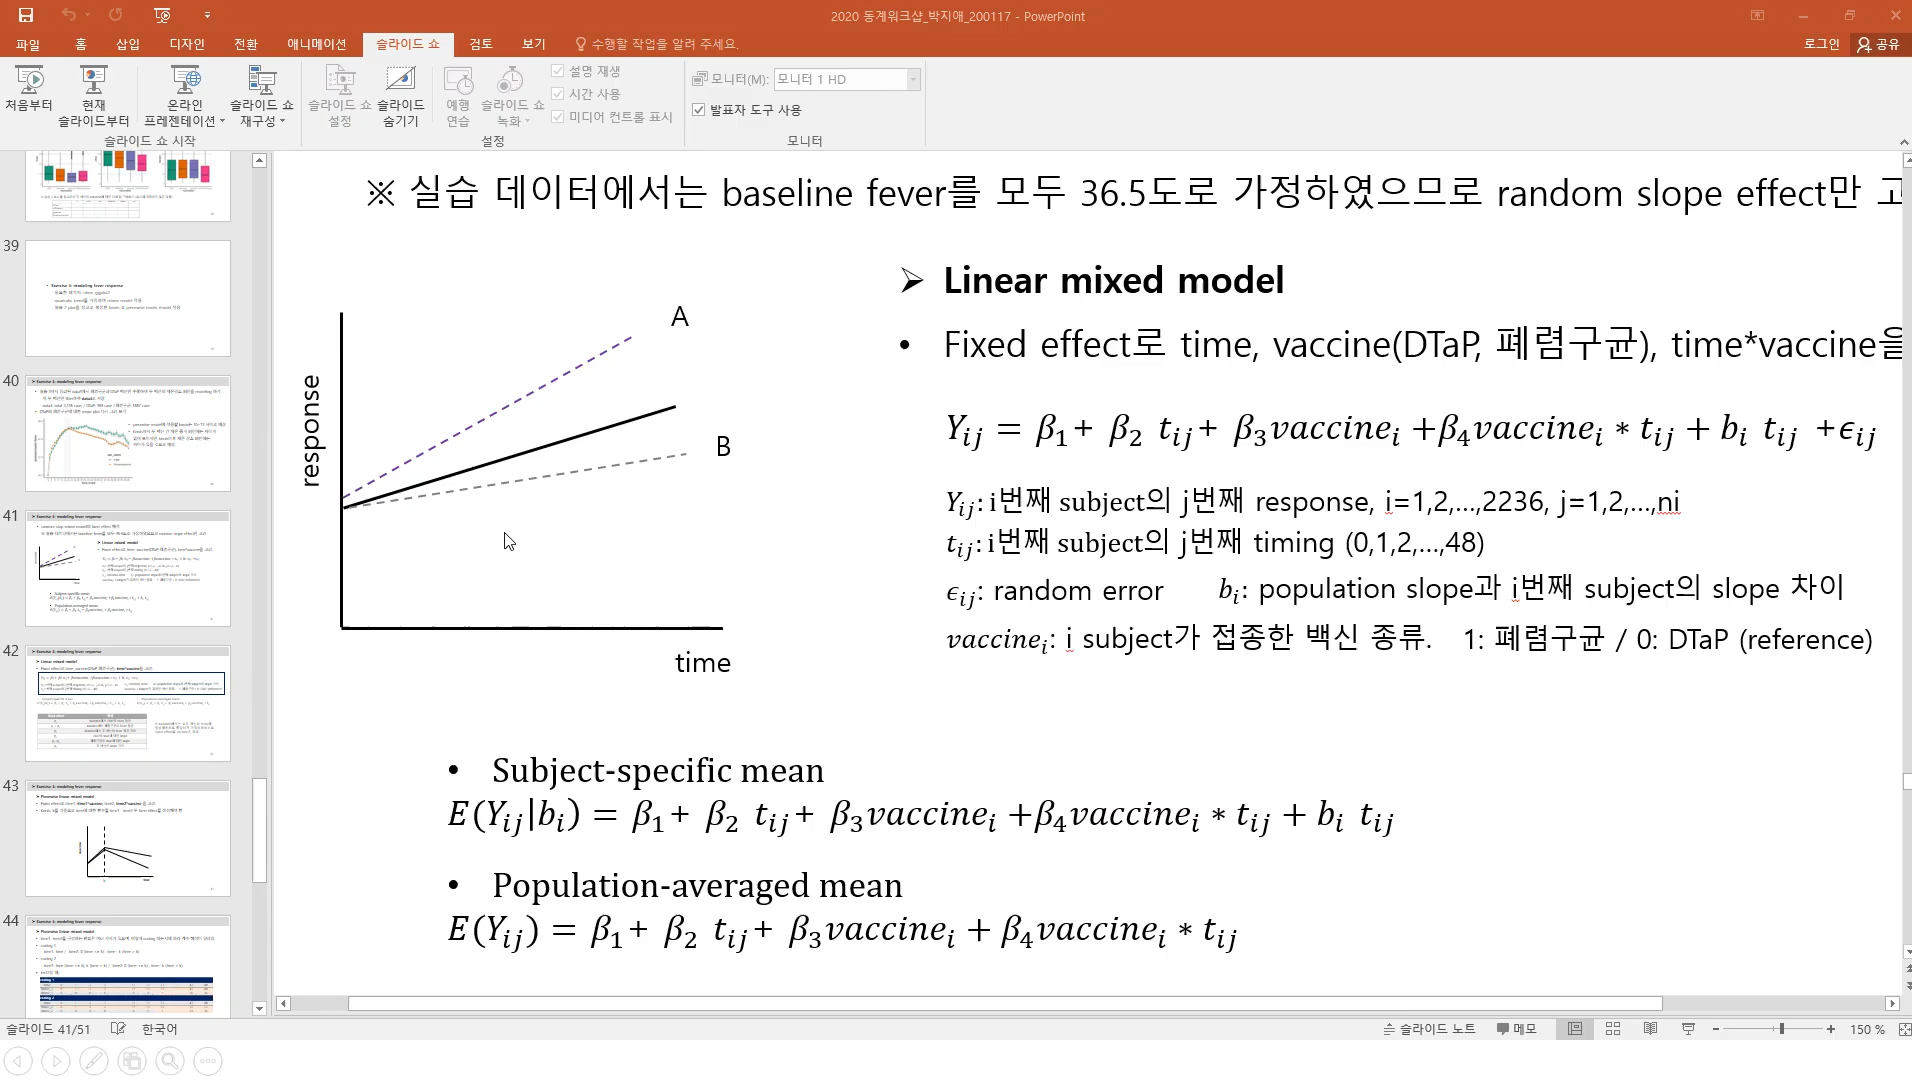 2020 동계워크샵_박지애_200117 - PowerPoint
파일 홈 삽입 디자인 전환 애니메이션 슬라이드 쇼 검토 보기 수행할 작업을 알려 주세요. 로그인 공유
처음부터
현재 슬라이드부터
온라인 프레젠테이션
슬라이드 쇼 재구성
슬라이드 쇼 시작
슬라이드 쇼 설정
슬라이드 숨기기
예행 연습
슬라이드 쇼 녹화
설명 재생
시간 사용
미디어 컨트롤 표시
설정
모니터(M): 모니터 1 HD
발표자 도구 사용
모니터
39
40
41
42
43
44
※ 실습 데이터에서는 baseline fever를 모두 36.5도로 가정하였으므로 random slope effect만 고
response
A
B
time
➢ Linear mixed model
• Fixed effect로 time, vaccine(DTaP, 폐렴구균), time*vaccine을
Y_ij = β_1 + β_2 t_ij + β_3 vaccine_i + β_4 vaccine_i * t_ij + b_i t_ij + ϵ_ij
Y_ij: i번째 subject의 j번째 response, i=1,2,…,2236, j=1,2,…,ni
t_ij: i번째 subject의 j번째 timing (0,1,2,…,48)
ϵ_ij: random error b_i: population slope과 i번째 subject의 slope 차이
vaccine_i: i subject가 접종한 백신 종류. 1: 폐렴구균 / 0: DTaP (reference)
• Subject-specific mean
E(Y_ij|b_i) = β_1 + β_2 t_ij + β_3 vaccine_i + β_4 vaccine_i * t_ij + b_i t_ij
• Population-averaged mean
E(Y_ij) = β_1 + β_2 t_ij + β_3 vaccine_i + β_4 vaccine_i * t_ij
슬라이드 41/51 한국어 슬라이드 노트 메모 150 %